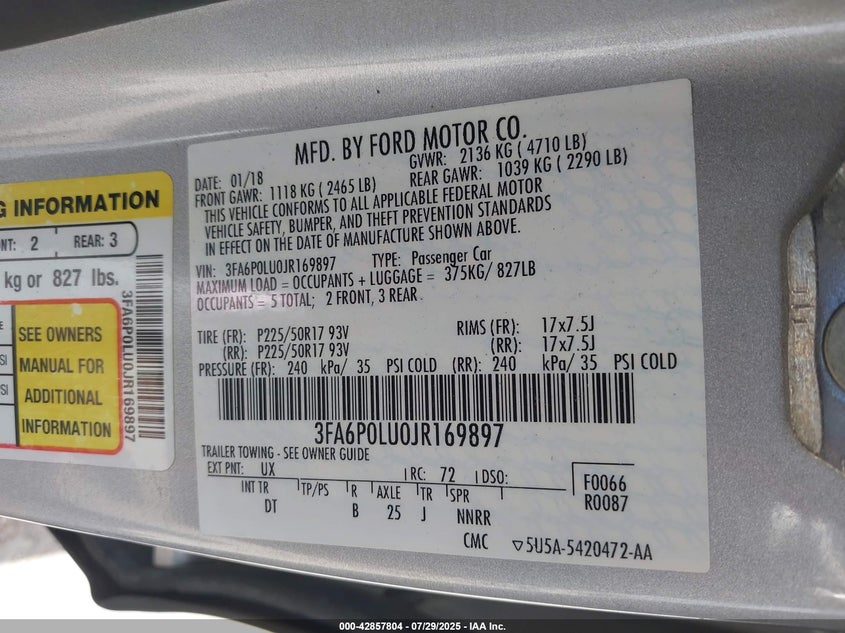 G INFORMATION
NT: 2 REAR: 3
kg or 827 lbs.
SEE OWNERS
MANUAL FOR
ADDITIONAL
INFORMATION
3FA6P0LU0JR169897
MFD. BY FORD MOTOR CO.
DATE: 01/18 GVWR: 2136 KG ( 4710 LB)
FRONT GAWR: 1118 KG ( 2465 LB) REAR GAWR: 1039 KG ( 2290 LB)
THIS VEHICLE CONFORMS TO ALL APPLICABLE FEDERAL MOTOR
VEHICLE SAFETY, BUMPER, AND THEFT PREVENTION STANDARDS
IN EFFECT ON THE DATE OF MANUFACTURE SHOWN ABOVE.
VIN: 3FA6P0LU0JR169897 TYPE: Passenger Car
MAXIMUM LOAD = OCCUPANTS + LUGGAGE = 375KG/ 827LB
OCCUPANTS = 5 TOTAL; 2 FRONT, 3 REAR
TIRE (FR): P225/50R17 93V RIMS (FR): 17x7.5J
(RR): P225/50R17 93V (RR): 17x7.5J
PRESSURE (FR): 240 kPa/ 35 PSI COLD (RR): 240 kPa/ 35 PSI COLD
3FA6P0LU0JR169897
TRAILER TOWING - SEE OWNER GUIDE
EXT PNT: UX RC: 72 DSO: F0066
R0087
INT TR TP/PS R AXLE TR SPR
DT B 25 J NNRR
CMC ▽5U5A-5420472-AA
000-42857804 | 07/29/2025 - IAA Inc.